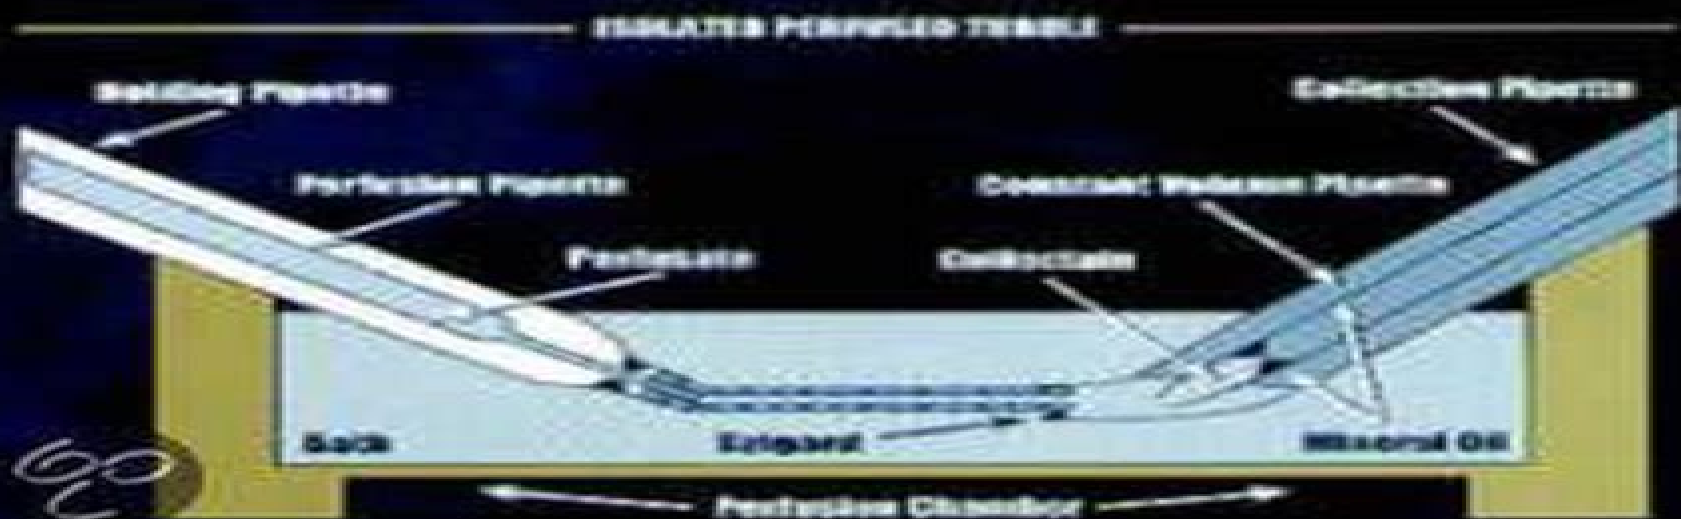 ISOLATED PERFUSED TUBULE
Holding Pipette
Collection Pipette
Perfusion Pipette
Constant Volume Pipette
Perfusate
Collectate
Bath
Sylgard
Mineral Oil
Perfusion Chamber